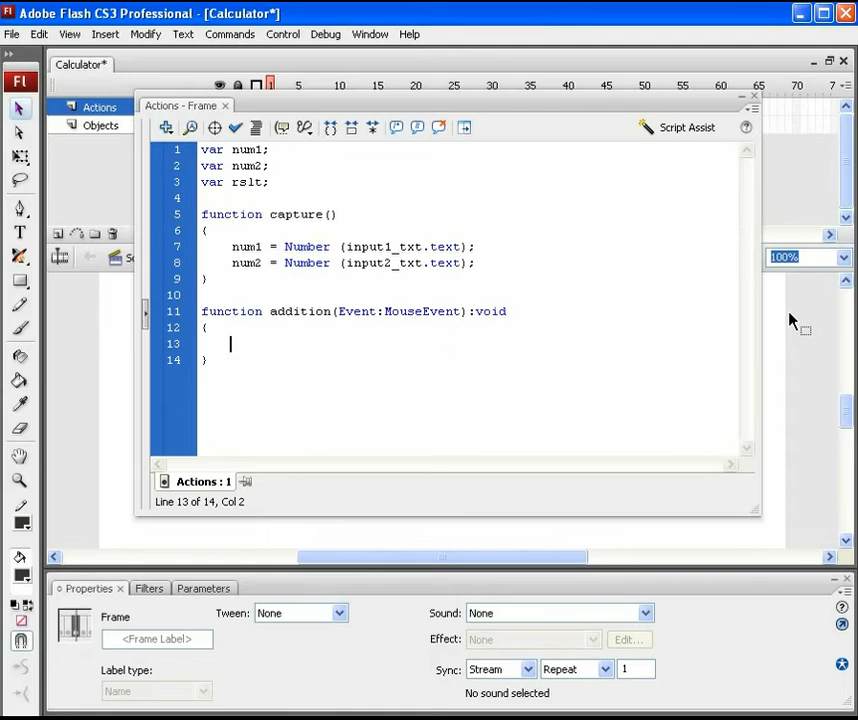 Fl Adobe Flash CS3 Professional - [Calculator*]
File Edit View Insert Modify Text Commands Control Debug Window Help
Fl
Calculator*
1 5 10 15 20 25 30 35 40 45 50 55 60 65 70 7
Actions
Objects
Actions - Frame
Script Assist
1 var num1;
2 var num2;
3 var rslt;
4
5 function capture()
6 {
7 num1 = Number (input1_txt.text);
8 num2 = Number (input2_txt.text);
9 }
10
11 function addition(Event:MouseEvent):void
12 {
13
14 }
100%
Actions : 1
Line 13 of 14, Col 2
Properties Filters Parameters
Frame
<Frame Label>
Label type:
Name
Tween: None
Sound: None
Effect: None Edit...
Sync: Stream Repeat 1
No sound selected